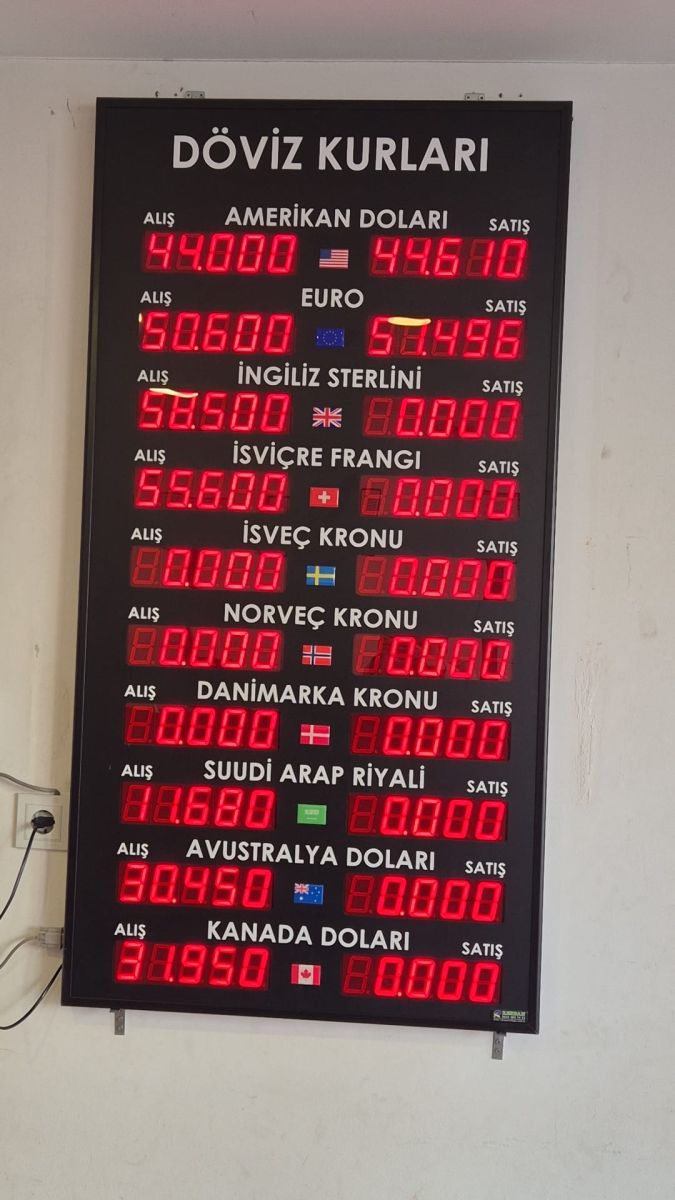 DÖVİZ KURLARI
ALIŞ AMERİKAN DOLARI SATIŞ
44.000 44.610
ALIŞ EURO SATIŞ
50.600 51.496
ALIŞ İNGİLİZ STERLİNİ SATIŞ
58.500 0.000
ALIŞ İSVİÇRE FRANGI SATIŞ
55.600 0.000
ALIŞ İSVEÇ KRONU SATIŞ
0.000 0.000
ALIŞ NORVEÇ KRONU SATIŞ
0.000 0.000
ALIŞ DANİMARKA KRONU SATIŞ
0.000 0.000
ALIŞ SUUDİ ARAP RİYALİ SATIŞ
11.680 0.000
ALIŞ AVUSTRALYA DOLARI SATIŞ
30.450 0.000
ALIŞ KANADA DOLARI SATIŞ
31.950 0.000